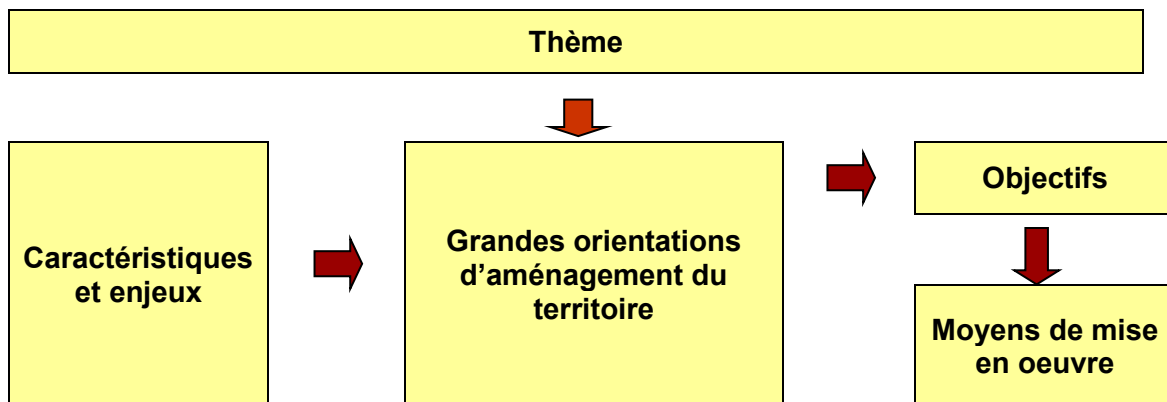 Thème
Caractéristiques
et enjeux
Grandes orientations
d’aménagement du
territoire
Objectifs
Moyens de mise
en oeuvre